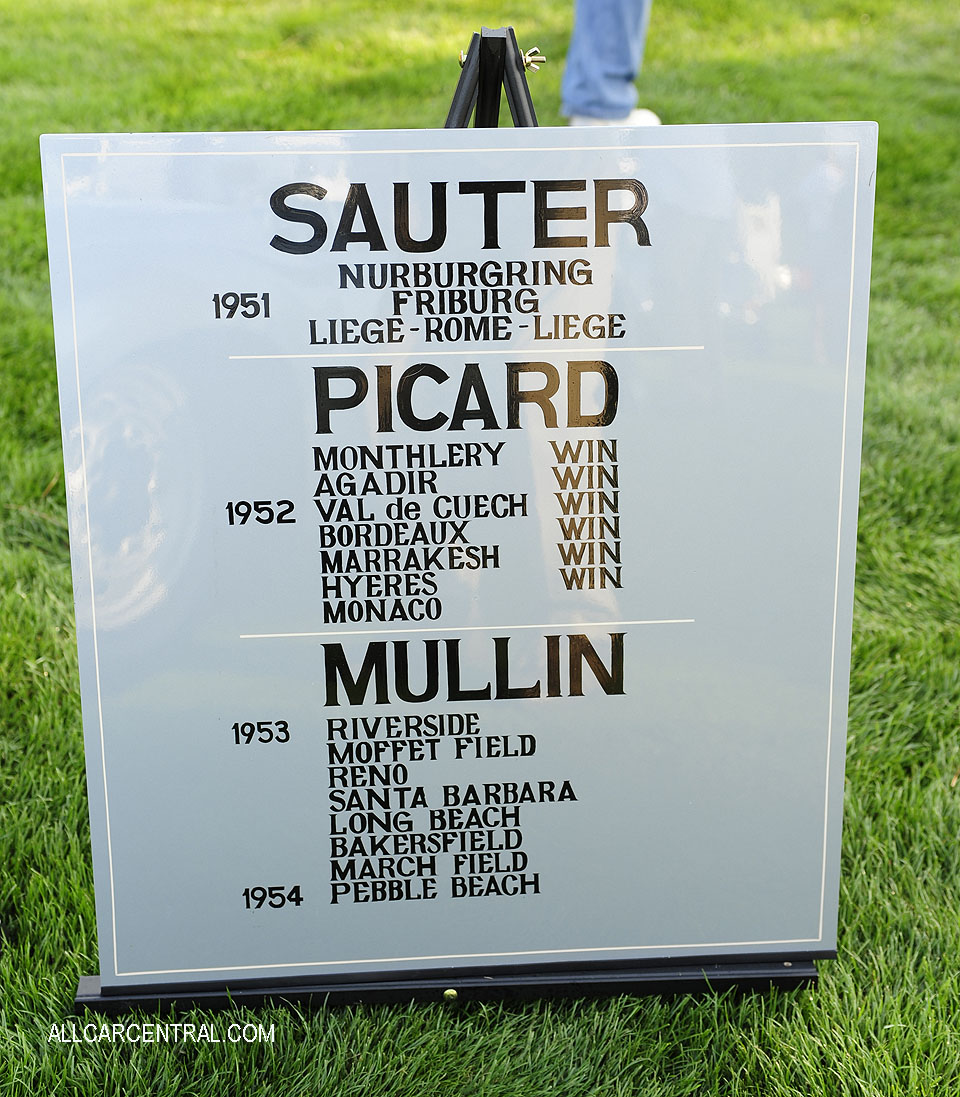 SAUTER
NURBURGRING
1951 FRIBURG
LIEGE-ROME-LIEGE
PICARD
MONTHLERY WIN
AGADIR WIN
1952 VAL de CUECH WIN
BORDEAUX WIN
MARRAKESH WIN
HYERES WIN
MONACO
MULLIN
1953 RIVERSIDE
MOFFET FIELD
RENO
SANTA BARBARA
LONG BEACH
BAKERSFIELD
MARCH FIELD
1954 PEBBLE BEACH
ALLCARCENTRAL.COM